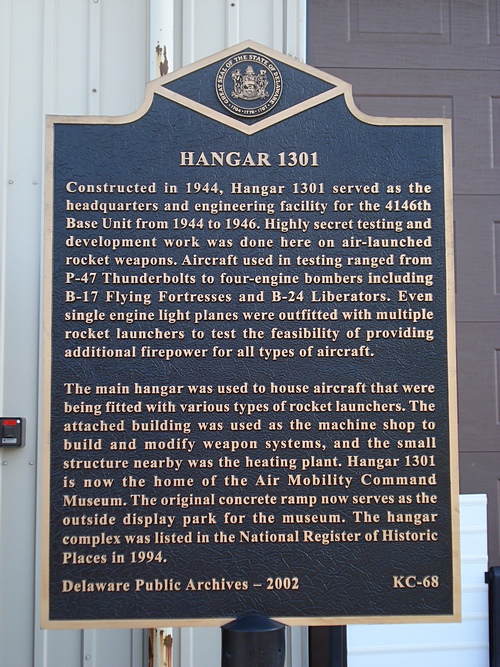 GREAT SEAL OF THE STATE OF DELAWARE
HANGAR 1301
Constructed in 1944, Hangar 1301 served as the
headquarters and engineering facility for the 4146th
Base Unit from 1944 to 1946. Highly secret testing and
development work was done here on air-launched
rocket weapons. Aircraft used in testing ranged from
P-47 Thunderbolts to four-engine bombers including
B-17 Flying Fortresses and B-24 Liberators. Even
single engine light planes were outfitted with multiple
rocket launchers to test the feasibility of providing
additional firepower for all types of aircraft.
The main hangar was used to house aircraft that were
being fitted with various types of rocket launchers. The
attached building was used as the machine shop to
build and modify weapon systems, and the small
structure nearby was the heating plant. Hangar 1301
is now the home of the Air Mobility Command
Museum. The original concrete ramp now serves as the
outside display park for the museum. The hangar
complex was listed in the National Register of Historic
Places in 1994.
Delaware Public Archives – 2002 KC-68